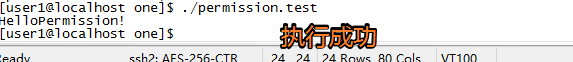 [user1@localhost one]$ ./permission.test
HelloPermission!
[user1@localhost one]$
执行成功
Ready ssh2: AES-256-CTR 24, 24 24 Rows, 80 Cols VT100